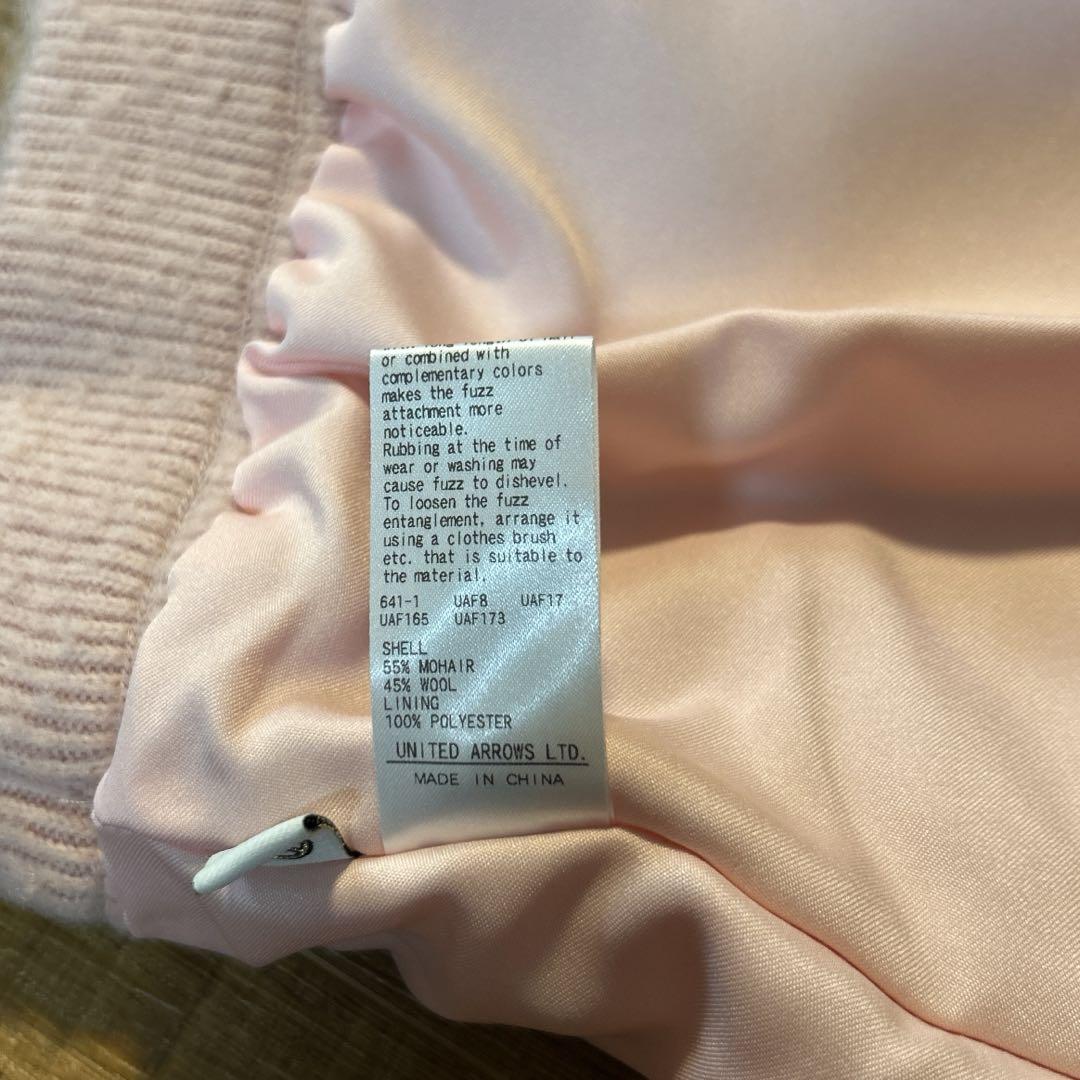 or combined with
complementary colors
makes the fuzz
attachment more
noticeable.
Rubbing at the time of
wear or washing may
cause fuzz to dishevel.
To loosen the fuzz
entanglement, arrange it
using a clothes brush
etc. that is suitable to
the material.
641-1 UAF8 UAF17
UAF165 UAF173
SHELL
55% MOHAIR
45% WOOL
LINING
100% POLYESTER
UNITED ARROWS LTD.
MADE IN CHINA